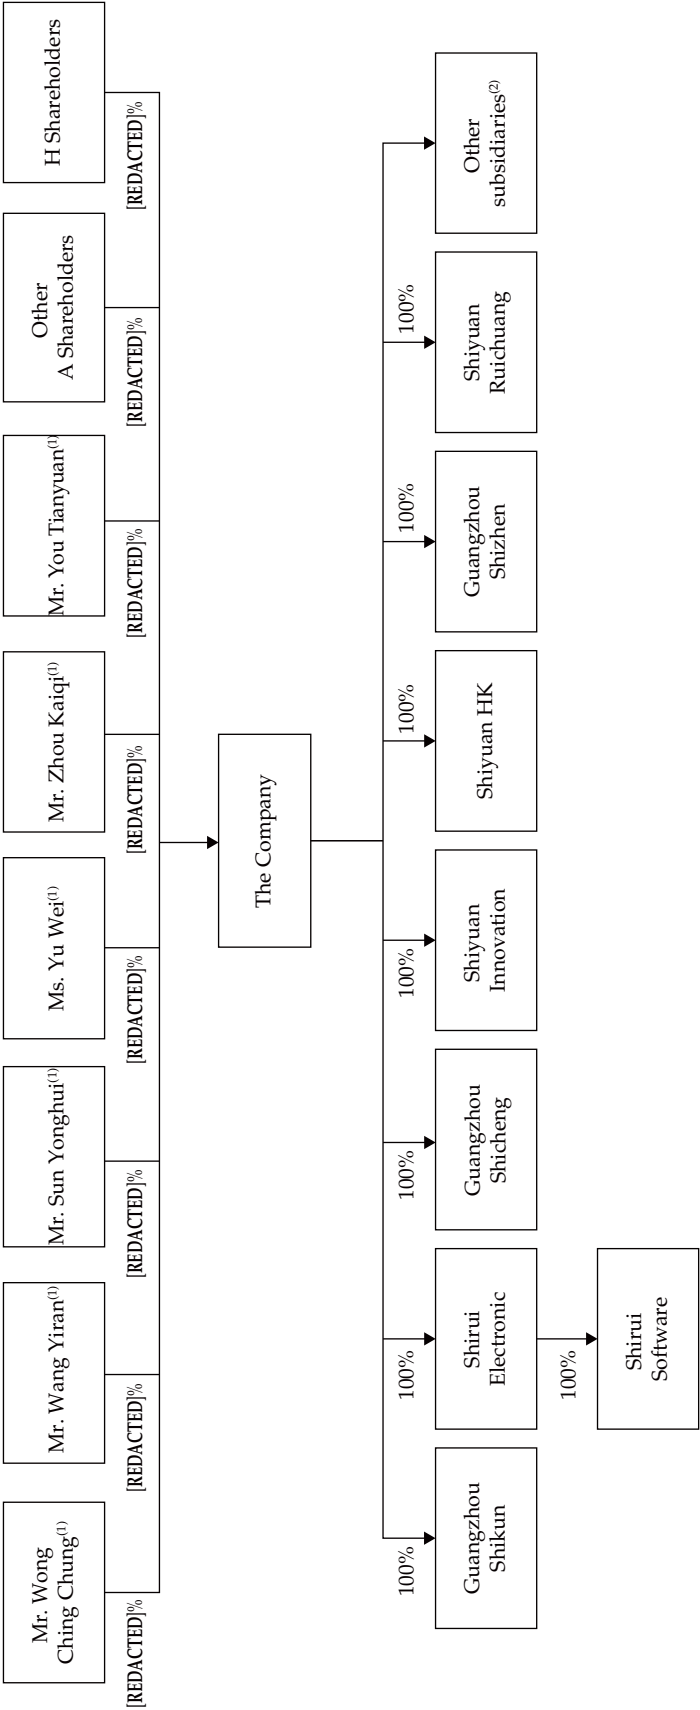 Mr. Wong
Ching Chung(1)
Mr. Wang Yiran(1)
Mr. Sun Yonghui(1)
Ms. Yu Wei(1)
Mr. Zhou Kaiqi(1)
Mr. You Tianyuan(1)
Other
A Shareholders
H Shareholders
[REDACTED]%
[REDACTED]%
[REDACTED]%
[REDACTED]%
[REDACTED]%
[REDACTED]%
[REDACTED]%
[REDACTED]%
The Company
100%
100%
100%
100%
100%
100%
100%
Guangzhou
Shikun
Shirui
Electronic
Guangzhou
Shicheng
Shiyuan
Innovation
Shiyuan HK
Guangzhou
Shizhen
Shiyuan
Ruichuang
Other
subsidiaries(2)
100%
Shirui
Software